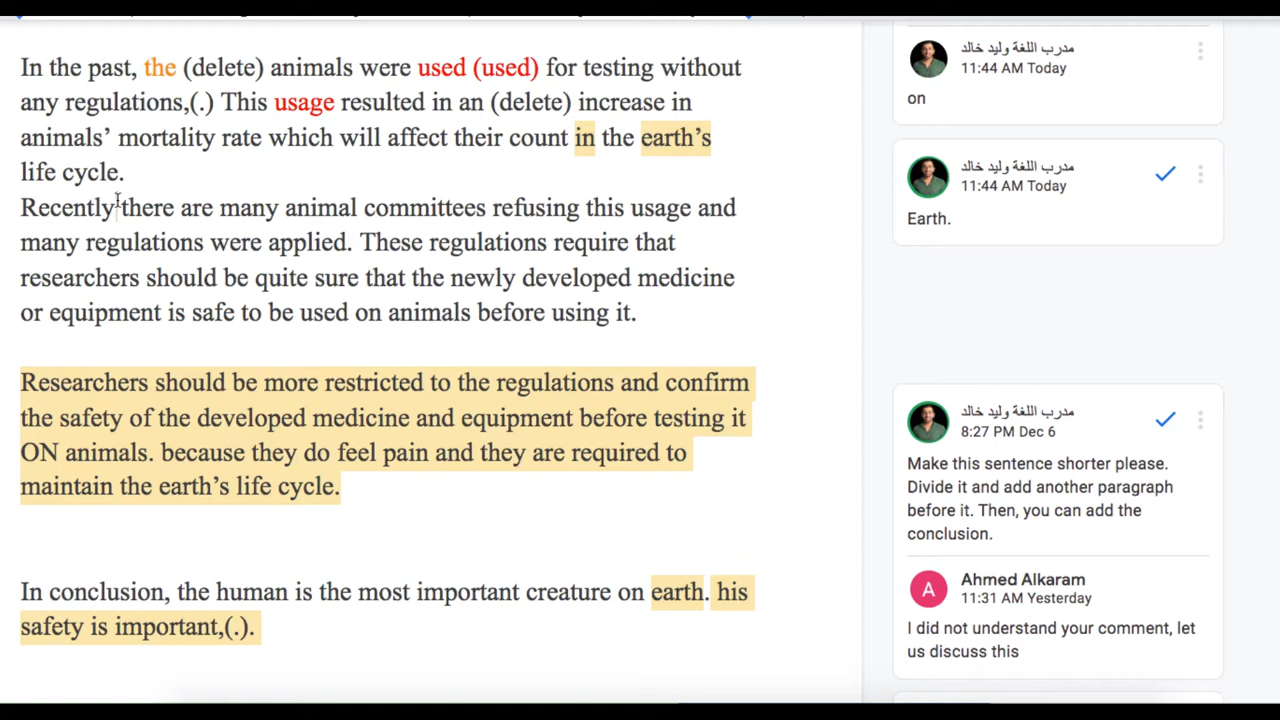 In the past, the (delete) animals were used (used) for testing without
any regulations,(.) This usage resulted in an (delete) increase in
animals’ mortality rate which will affect their count in the earth’s
life cycle.
Recently there are many animal committees refusing this usage and
many regulations were applied. These regulations require that
researchers should be quite sure that the newly developed medicine
or equipment is safe to be used on animals before using it.
Researchers should be more restricted to the regulations and confirm
the safety of the developed medicine and equipment before testing it
ON animals. because they do feel pain and they are required to
maintain the earth’s life cycle.
In conclusion, the human is the most important creature on earth. his
safety is important,(.).
مدرب اللغة وليد خالد
11:44 AM Today
on
مدرب اللغة وليد خالد
11:44 AM Today
Earth.
مدرب اللغة وليد خالد
8:27 PM Dec 6
Make this sentence shorter please.
Divide it and add another paragraph
before it. Then, you can add the
conclusion.
A
Ahmed Alkaram
11:31 AM Yesterday
I did not understand your comment, let
us discuss this